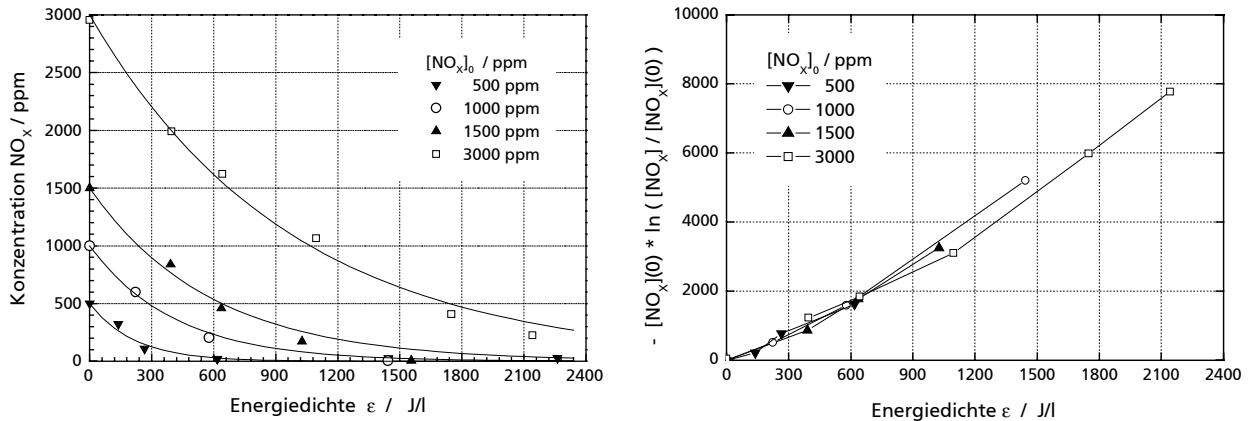 3000
2500
2000
1500
1000
500
0
Konzentration NOX / ppm
[NOX]0 / ppm
500 ppm
1000 ppm
1500 ppm
3000 ppm
0 300 600 900 1200 1500 1800 2100 2400
Energiedichte ε / J/l
10000
8000
6000
4000
2000
0
- [NOX](0) * ln ( [NOX] / [NOX](0) )
[NOX]0 / ppm
500
1000
1500
3000
0 300 600 900 1200 1500 1800 2100 2400
Energiedichte ε / J/l